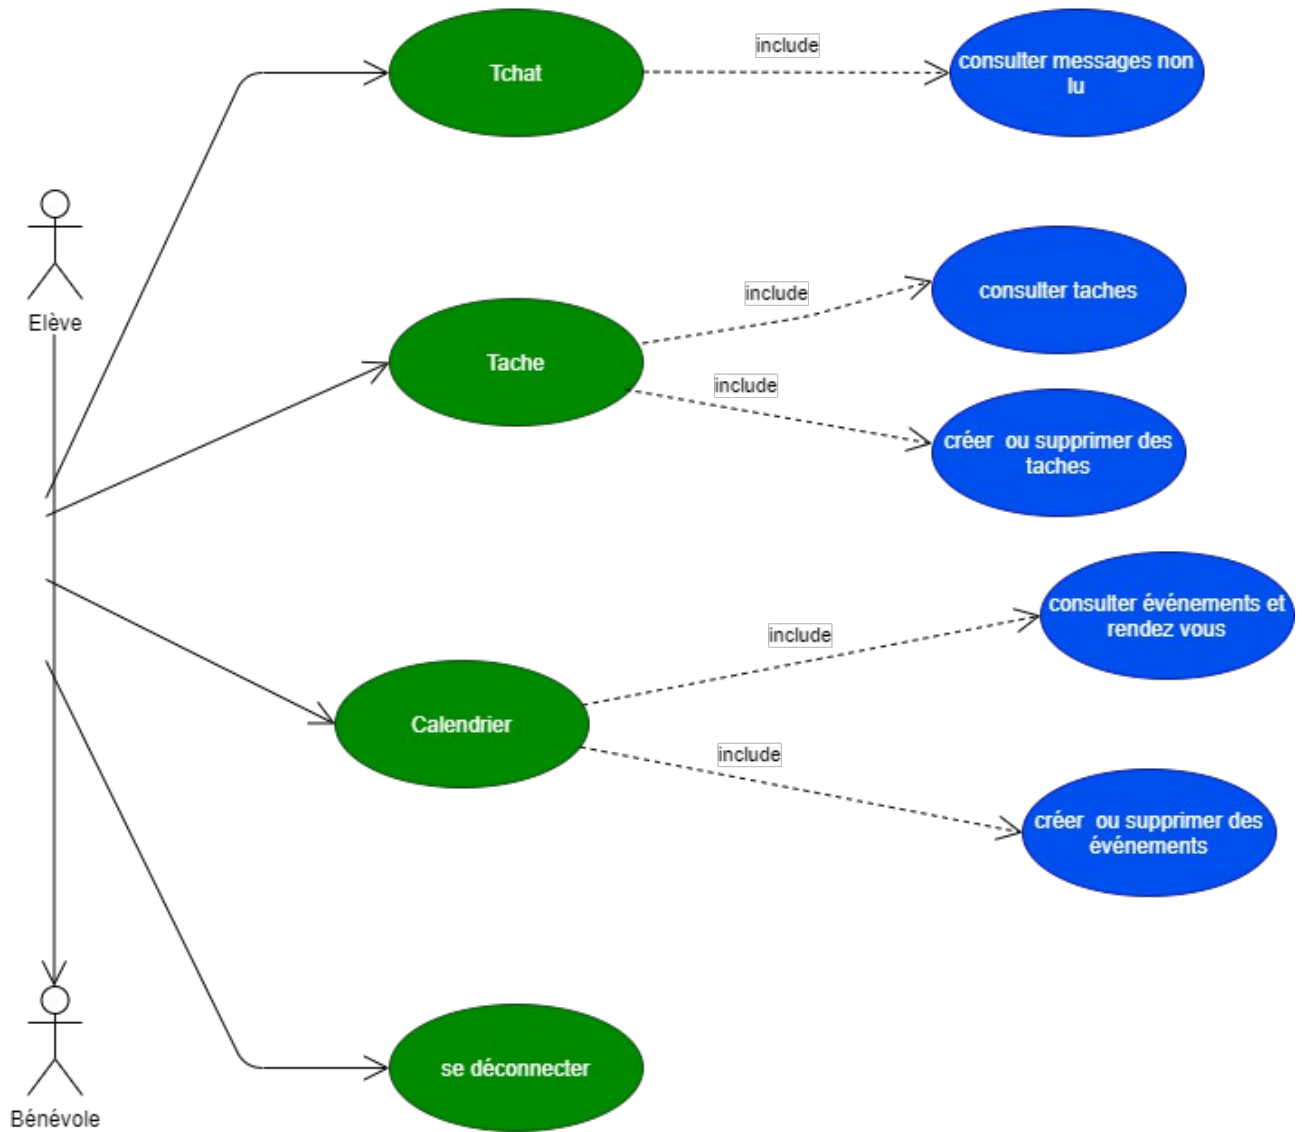 Tchat
include
consulter messages non
lu
Elève
Tache
include
consulter taches
include
créer  ou supprimer des
taches
Calendrier
include
consulter événements et
rendez vous
include
créer  ou supprimer des
événements
se déconnecter
Bénévole